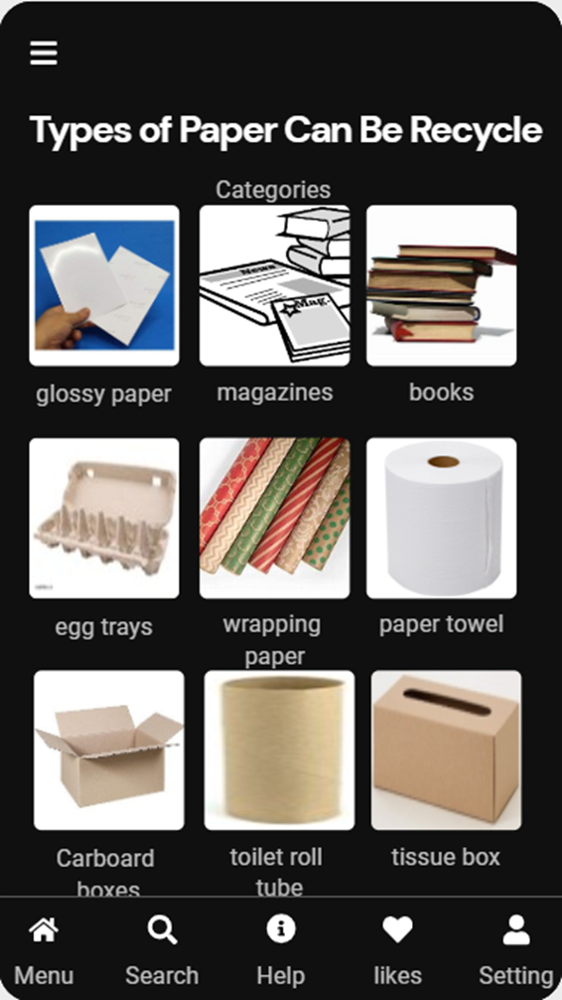 Types of Paper Can Be Recycle
Categories
News
Mag.
glossy paper
magazines
books
egg trays
wrapping
paper
paper towel
Carboard
boxes
toilet roll
tube
tissue box
Menu
Search
Help
likes
Setting